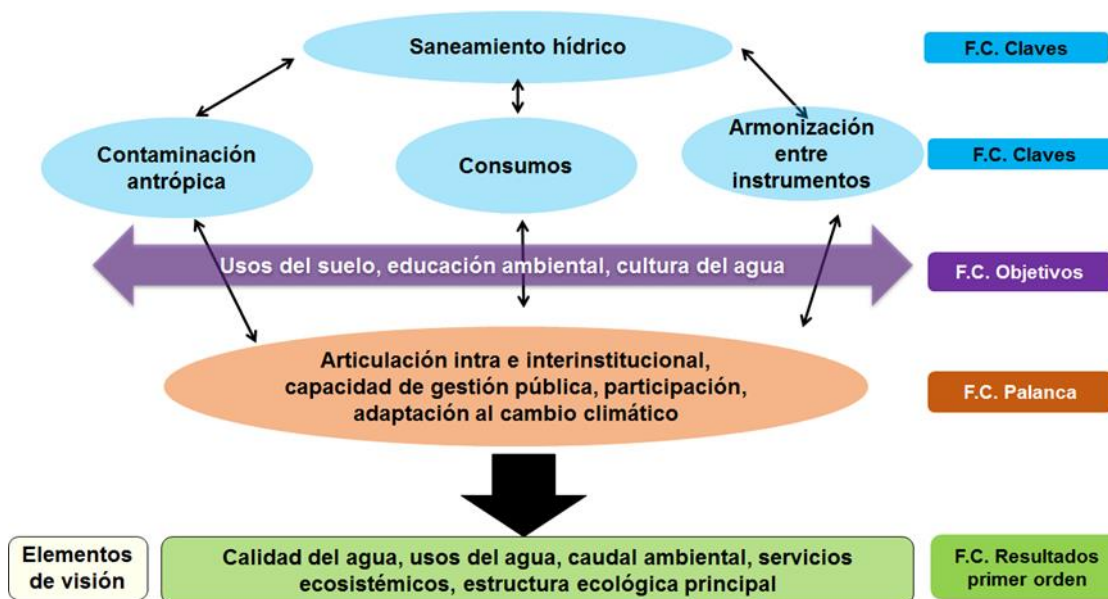 Saneamiento hídrico
F.C. Claves
Contaminación
antrópica
Consumos
Armonización
entre
instrumentos
F.C. Claves
Usos del suelo, educación ambiental, cultura del agua
F.C. Objetivos
Articulación intra e interinstitucional,
capacidad de gestión pública, participación,
adaptación al cambio climático
F.C. Palanca
Elementos
de visión
Calidad del agua, usos del agua, caudal ambiental, servicios
ecosistémicos, estructura ecológica principal
F.C. Resultados
primer orden